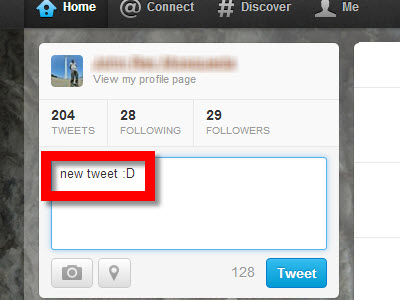 Home Connect Discover Me
View my profile page
204 28 29
TWEETS FOLLOWING FOLLOWERS
new tweet :D
128 Tweet